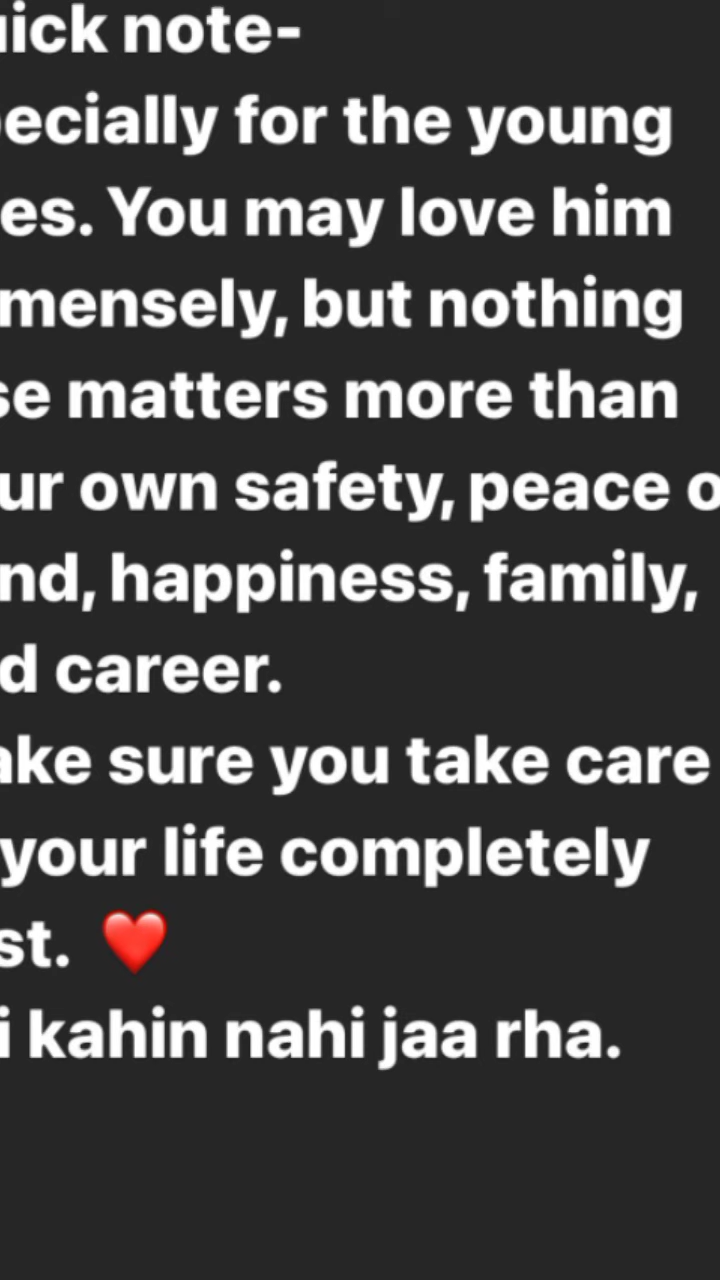 uick note-
pecially for the young
es. You may love him
mensely, but nothing
se matters more than
ur own safety, peace o
nd, happiness, family,
d career.
ake sure you take care
your life completely
st. ❤️
i kahin nahi jaa rha.